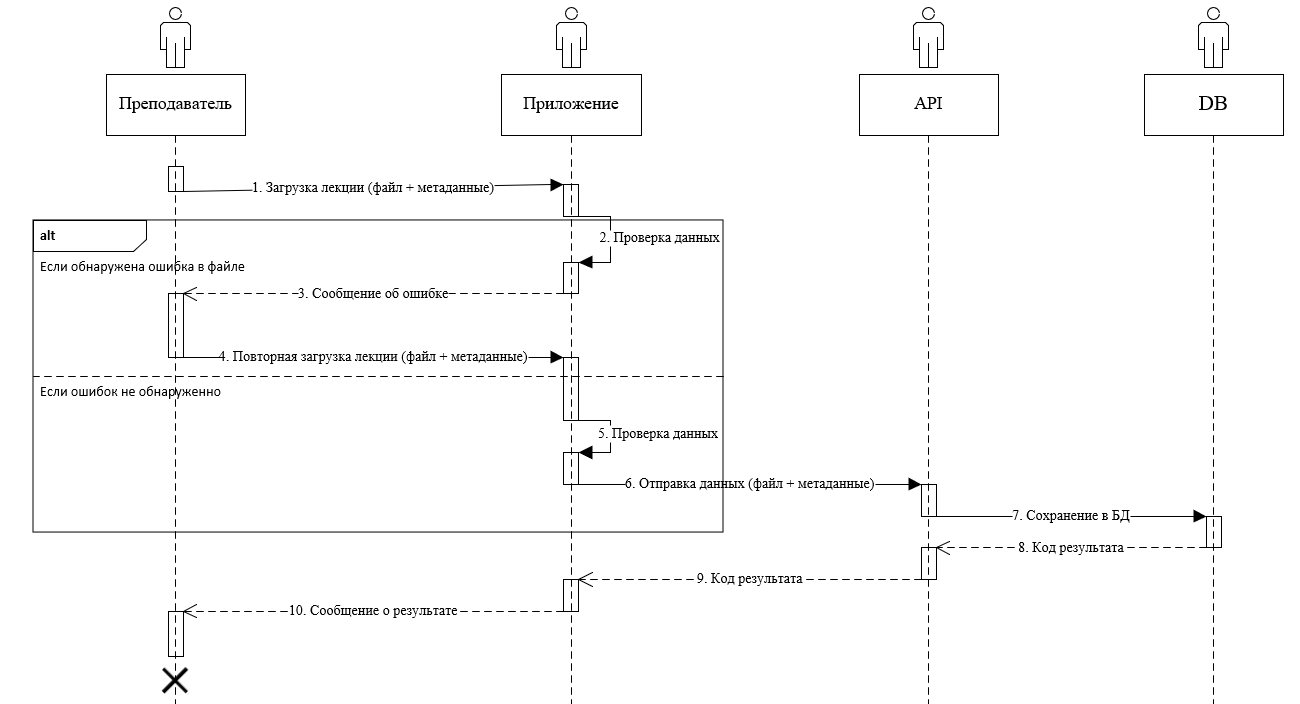 Преподаватель
Приложение
API
DB
1. Загрузка лекции (файл + метаданные)
alt
2. Проверка данных
Если обнаружена ошибка в файле
3. Сообщение об ошибке
4. Повторная загрузка лекции (файл + метаданные)
Если ошибок не обнаруженно
5. Проверка данных
6. Отправка данных (файл + метаданные)
7. Сохранение в БД
8. Код результата
9. Код результата
10. Сообщение о результате